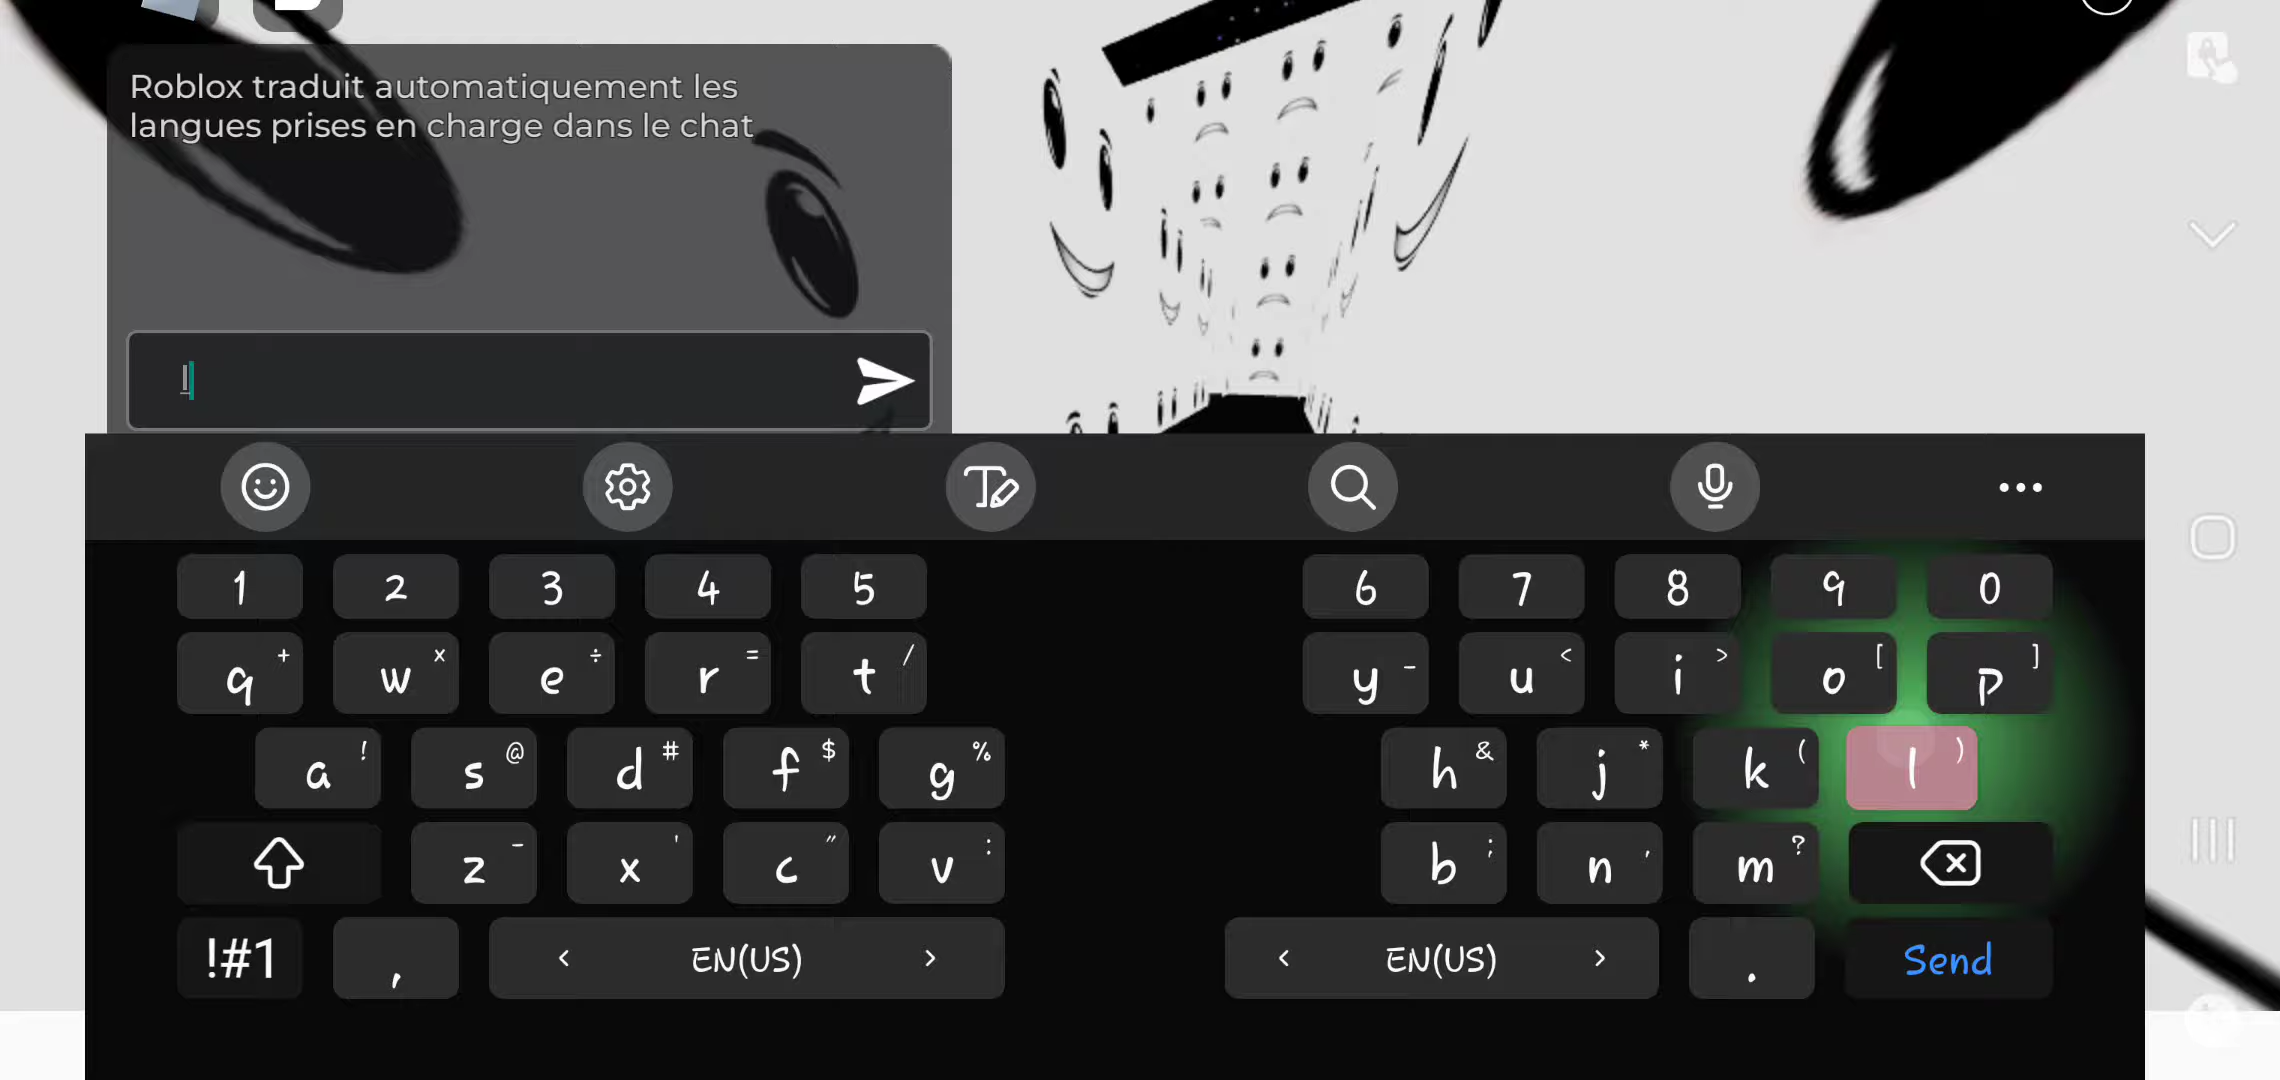 Roblox traduit automatiquement les
langues prises en charge dans le chat
l
1 2 3 4 5 6 7 8 9 0
q + w × e ÷ r = t / y - u < i > o [ p ]
a ! s @ d # f $ g % h & j * k ( l )
z - x ' c " v : b ; n , m ?
!#1 , < EN(US) > < EN(US) > . Send